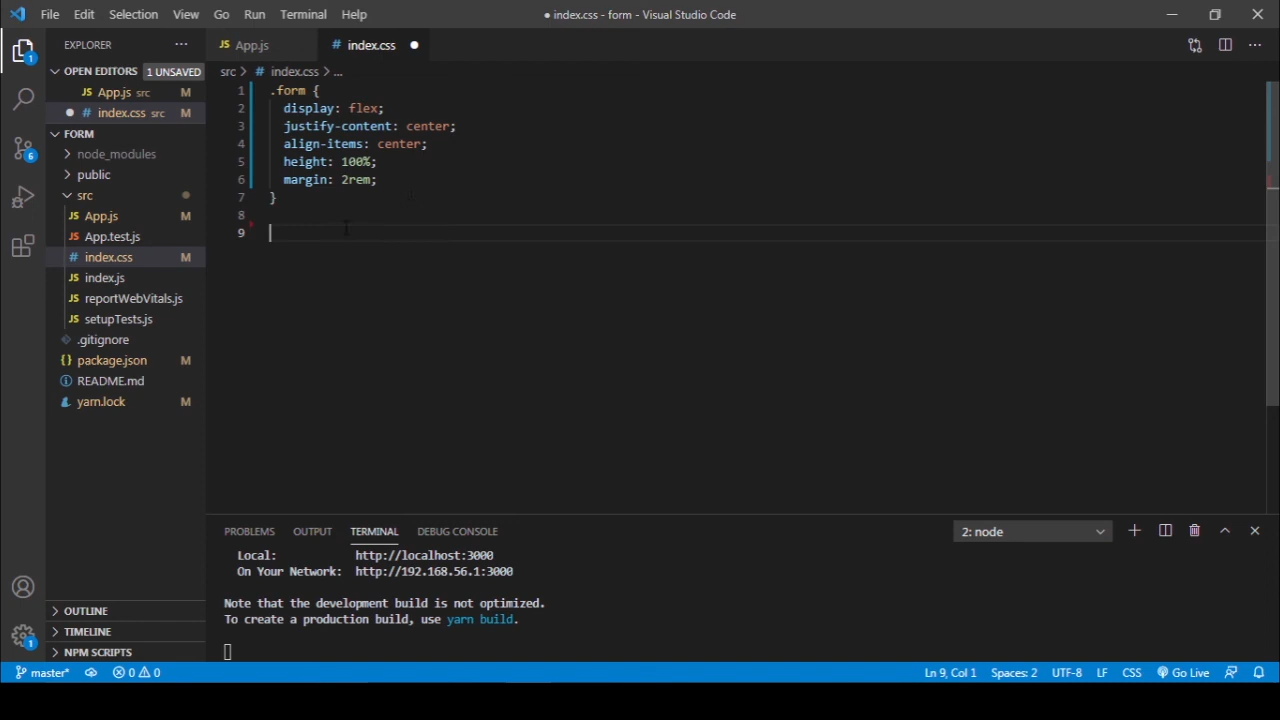 File Edit Selection View Go Run Terminal Help
● index.css - form - Visual Studio Code
EXPLORER
OPEN EDITORS 1 UNSAVED
App.js src M
index.css src M
FORM
node_modules
public
src
JS App.js M
JS App.test.js
# index.css
JS index.js
JS reportWebVitals.js
JS setupTests.js
.gitignore
{} package.json M
README.md
yarn.lock M
OUTLINE
TIMELINE
NPM SCRIPTS
1
6
1
JS App.js
# index.css
src > # index.css > ...
1 .form {
2 display: flex;
3 justify-content: center;
4 align-items: center;
5 height: 100%;
6 margin: 2rem;
7 }
8
9
PROBLEMS OUTPUT TERMINAL DEBUG CONSOLE 2: node
Local: http://localhost:3000
On Your Network: http://192.168.56.1:3000
Note that the development build is not optimized.
To create a production build, use yarn build.
master* 0 0 Ln 9, Col 1 Spaces: 2 UTF-8 LF CSS Go Live